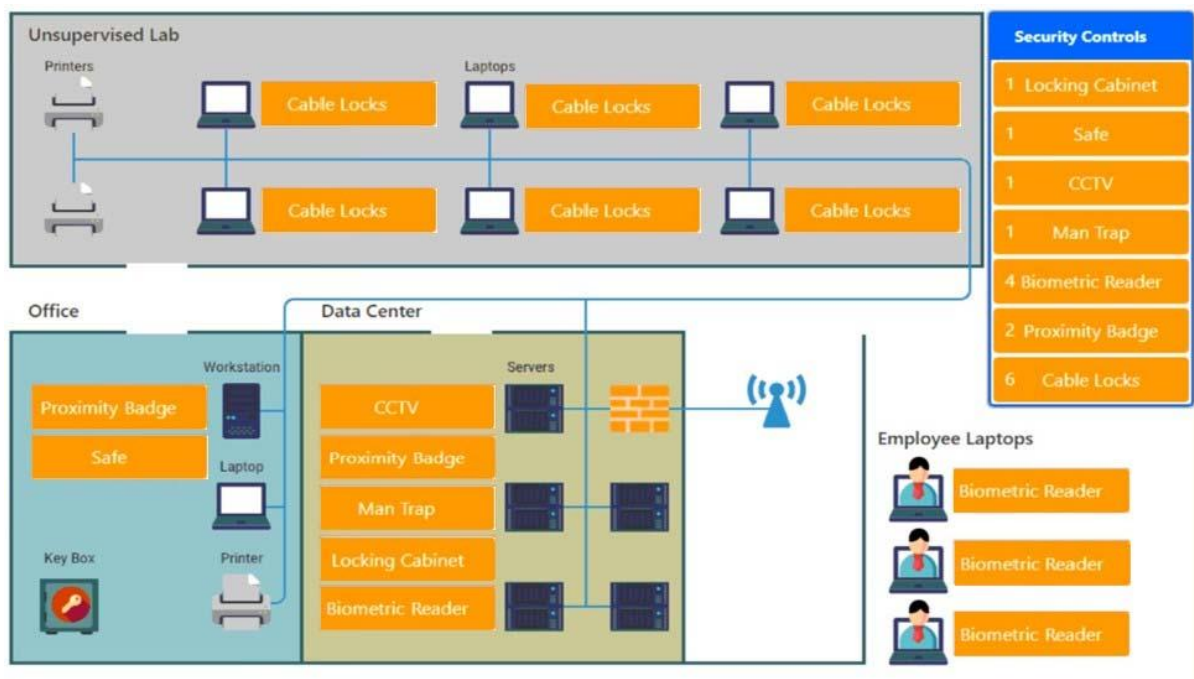 Unsupervised Lab
Security Controls
Printers
Laptops
Cable Locks
Cable Locks
Cable Locks
Cable Locks
Cable Locks
Cable Locks
1 Locking Cabinet
1 Safe
1 CCTV
1 Man Trap
4 Biometric Reader
2 Proximity Badge
6 Cable Locks
Office
Workstation
Proximity Badge
Safe
Laptop
Key Box
Printer
Data Center
Servers
CCTV
Proximity Badge
Man Trap
Locking Cabinet
Biometric Reader
Employee Laptops
Biometric Reader
Biometric Reader
Biometric Reader